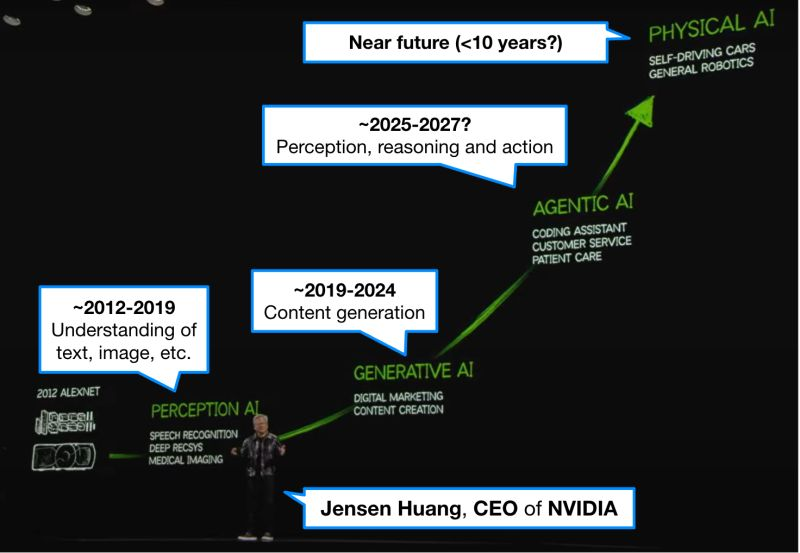 Near future (<10 years?)
PHYSICAL AI
SELF-DRIVING CARS
GENERAL ROBOTICS
~2025-2027?
Perception, reasoning and action
AGENTIC AI
CODING ASSISTANT
CUSTOMER SERVICE
PATIENT CARE
~2019-2024
Content generation
GENERATIVE AI
DIGITAL MARKETING
CONTENT CREATION
~2012-2019
Understanding of
text, image, etc.
2012 ALEXNET
PERCEPTION AI
SPEECH RECOGNITION
DEEP RECSYS
MEDICAL IMAGING
Jensen Huang, CEO of NVIDIA